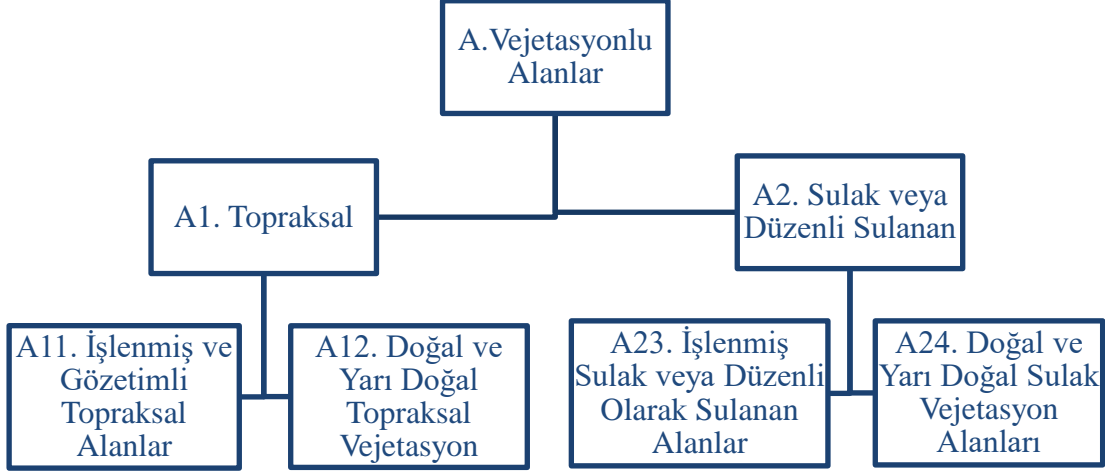 A.Vejetasyonlu
Alanlar
A1. Topraksal
A2. Sulak veya
Düzenli Sulanan
A11. İşlenmiş ve
Gözetimli
Topraksal
Alanlar
A12. Doğal ve
Yarı Doğal
Topraksal
Vejetasyon
A23. İşlenmiş
Sulak veya Düzenli
Olarak Sulanan
Alanlar
A24. Doğal ve
Yarı Doğal Sulak
Vejetasyon
Alanları